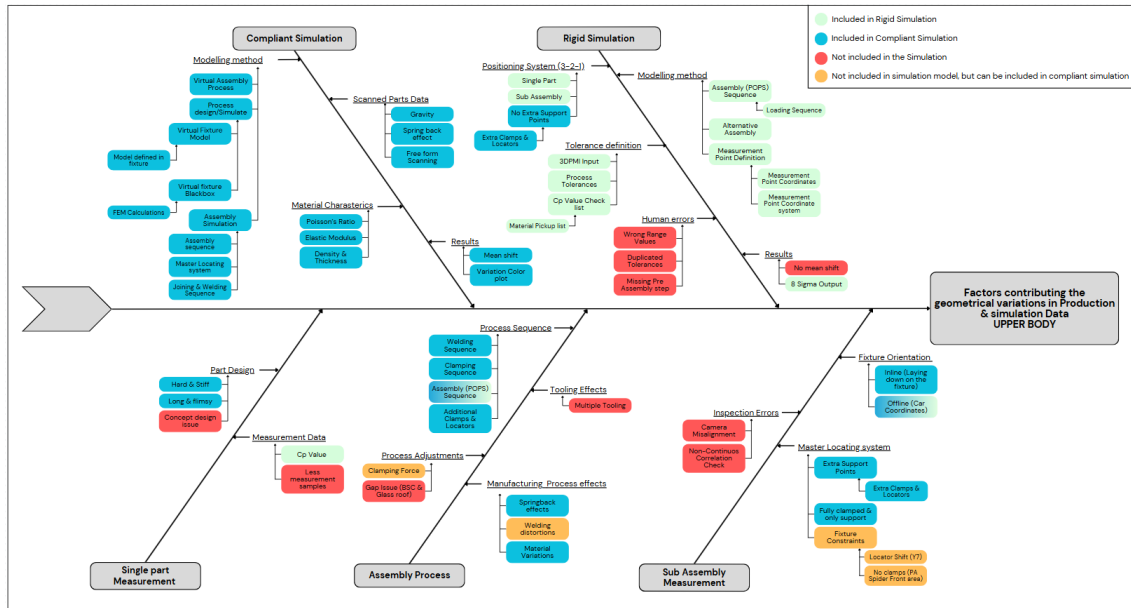 Included in Rigid Simulation
Included in Compliant Simulation
Not included in the Simulation
Not included in simulation model, but can be included in compliant simulation
Compliant Simulation
Modelling method
Virtual Assembly
Process
Process
design/Simulate
Virtual Fixture
Model
Model defined in
fixture
Virtual fixture
Blackbox
FEM Calculations
Assembly
Simulation
Assembly
sequence
Master Locating
system
Joining & Welding
Sequence
Scanned Parts Data
Gravity
Spring back
effect
Free form
Scanning
Material Charasterics
Poisson's Ratio
Elastic Modulus
Density &
Thickness
Results
Mean shift
Variation Color
plot
Rigid Simulation
Positioning System (3-2-1)
Single Part
Sub Assembly
No Extra Support
Points
Extra Clamps &
Locators
Tolerance definition
3DPMI Input
Process
Tolerances
Cp Value Check
list
Material Pickup list
Human errors
Wrong Range
Values
Duplicated
Tolerances
Missing Pre
Assembly step
Modelling method
Assembly (POPS)
Sequence
Loading Sequence
Alternative
Assembly
Measurement
Point Definition
Measurement
Point Coordinates
Measurement
Point Coordinate
system
Results
No mean shift
8 Sigma Output
Factors contributing the
geometrical variations in Production
& simulation Data
UPPER BODY
Part Design
Hard & Stiff
Long & flimsy
Concept design
issue
Measurement Data
Cp Value
Less
measurement
samples
Single part
Measurement
Process Sequence
Welding
Sequence
Clamping
Sequence
Assembly (POPS)
Sequence
Additional
Clamps &
Locators
Tooling Effects
Multiple Tooling
Process Adjustments
Clamping Force
Gap Issue (BSC &
Glass roof)
Manufacturing Process effects
Springback
effects
Welding
distortions
Material
Variations
Assembly Process
Fixture Orientation
Inline (Laying
down on the
fixture)
Offline (Car
Coordinates)
Inspection Errors
Camera
Misalignment
Non-Continuos
Correlation
Check
Master Locating system
Extra Support
Points
Extra Clamps &
Locators
Fully clamped &
only support
Fixture
Constraints
Locator Shift (Y7)
No clamps (PA
Spider Front area)
Sub Assembly
Measurement